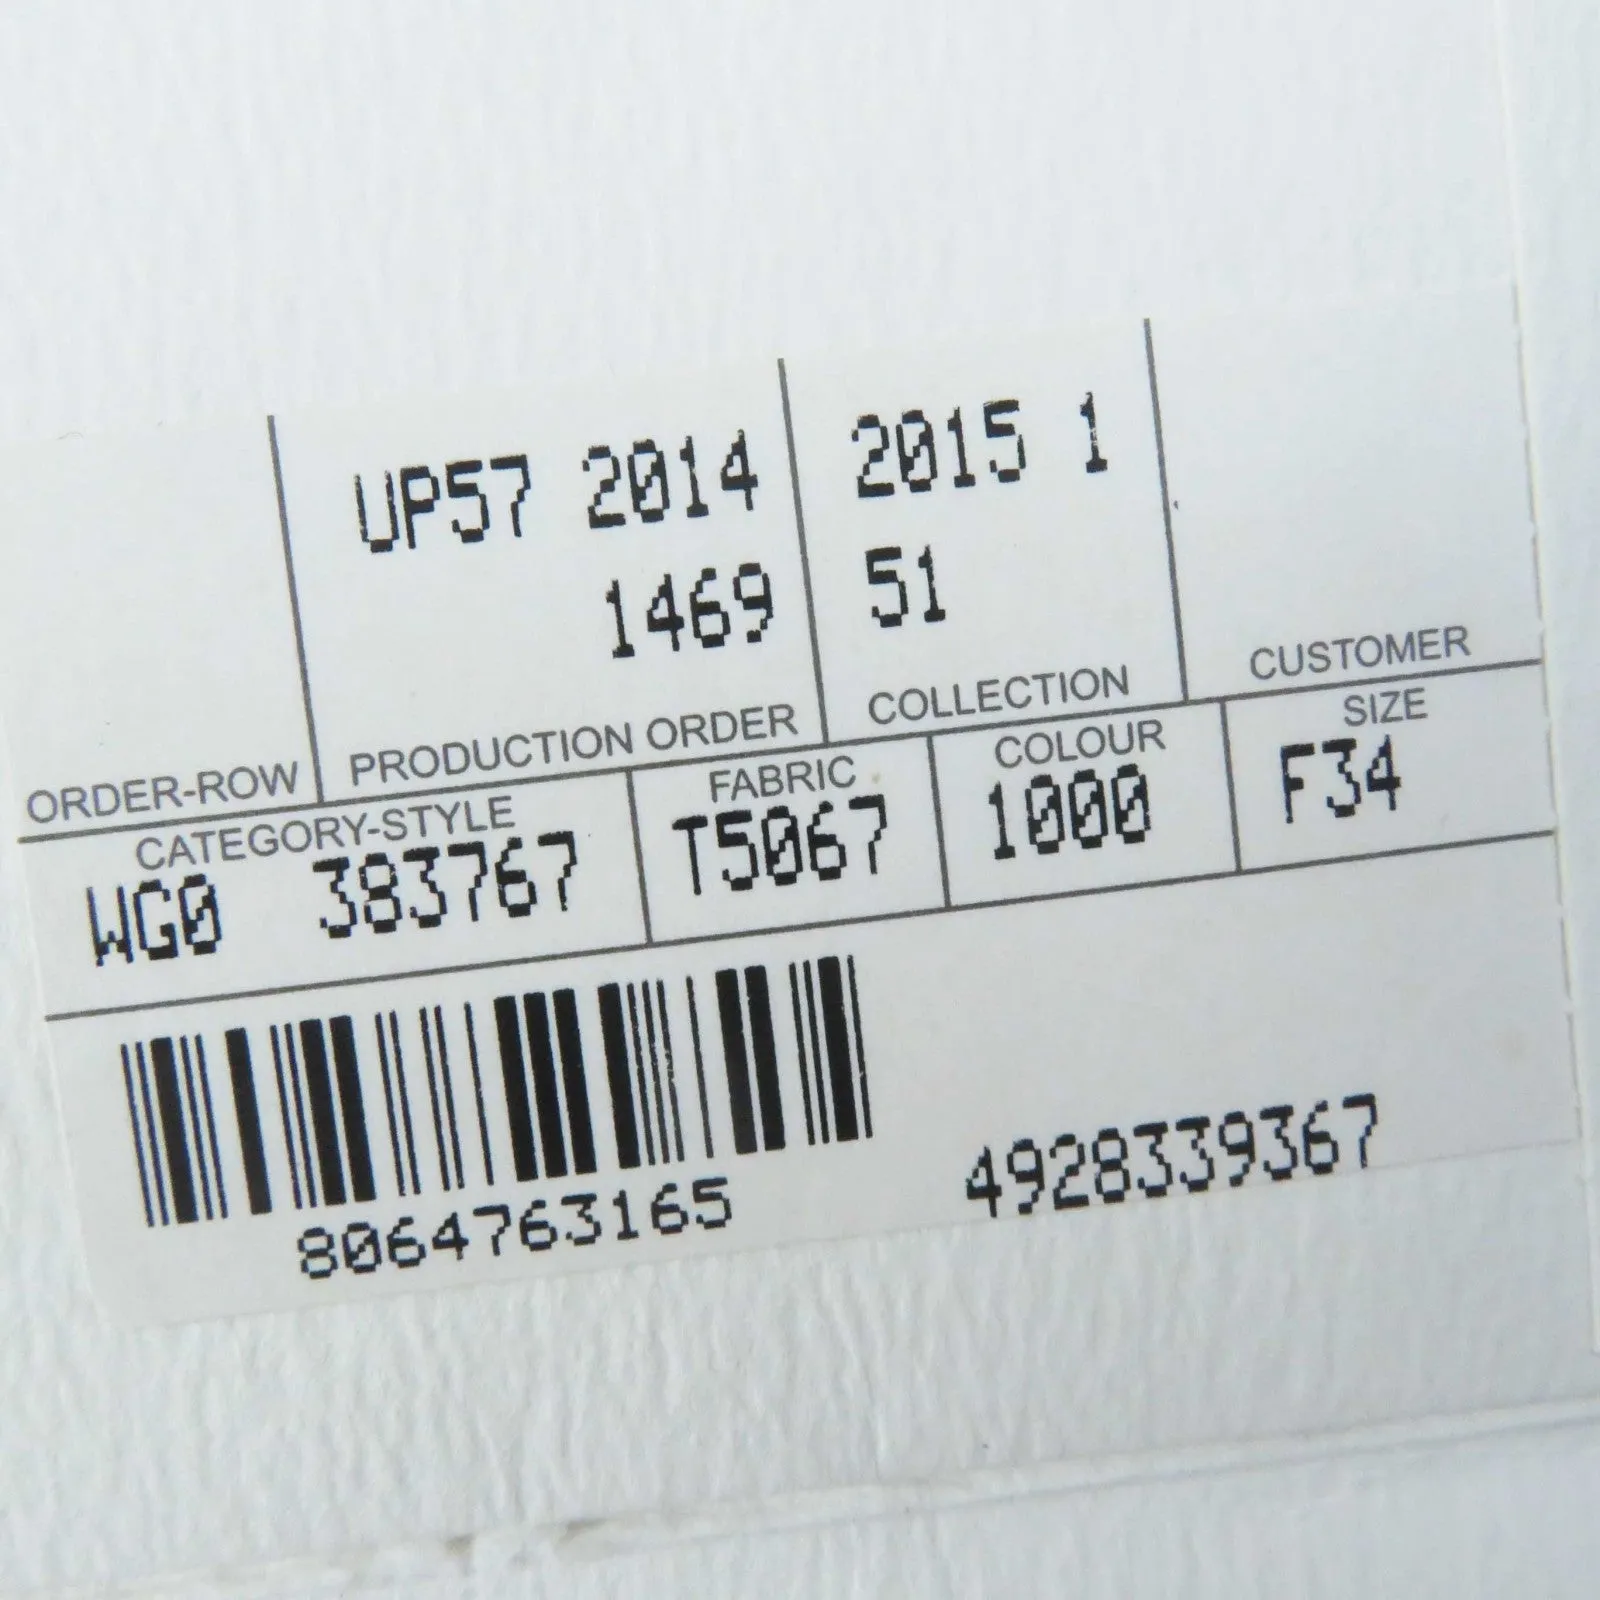 UP57 2014
1469
2015 1
51
ORDER-ROW
PRODUCTION ORDER
COLLECTION
CUSTOMER
CATEGORY-STYLE
WG0 383767
FABRIC
T5067
COLOUR
1000
SIZE
F34
8064763165
4928339367